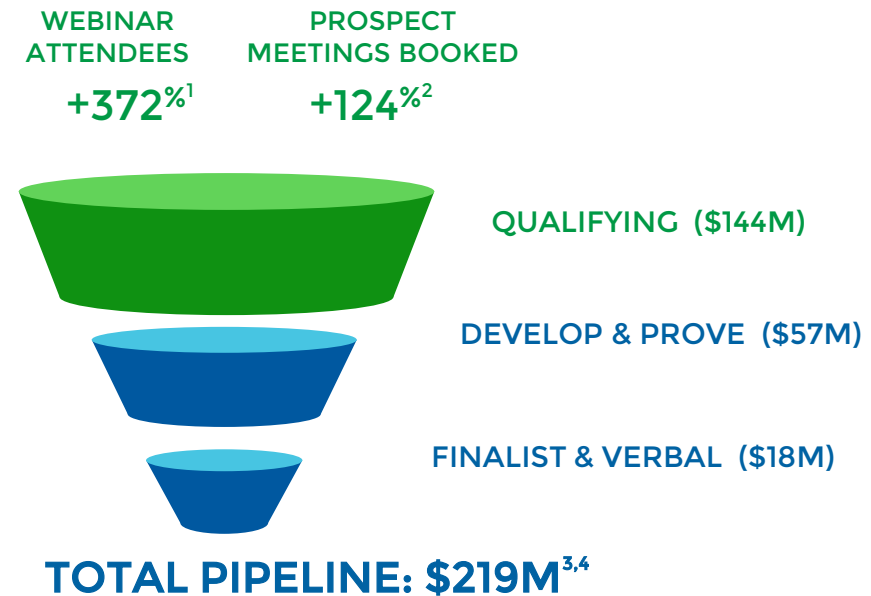 WEBINAR
ATTENDEES
+372%¹
PROSPECT
MEETINGS BOOKED
+124%²
QUALIFYING ($144M)
DEVELOP & PROVE ($57M)
FINALIST & VERBAL ($18M)
TOTAL PIPELINE: $219M³,⁴